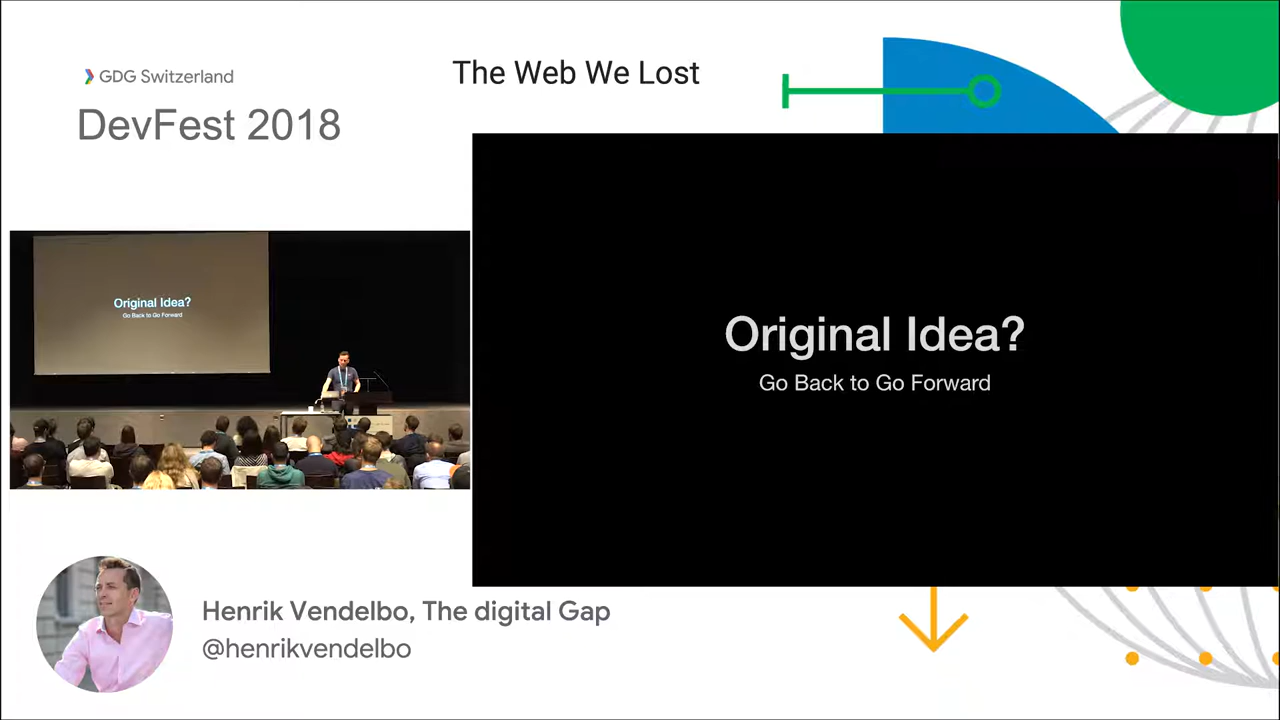 GDG Switzerland
DevFest 2018
The Web We Lost
Original Idea?
Go Back to Go Forward
Original Idea?
Go Back to Go Forward
Henrik Vendelbo, The digital Gap
@henrikvendelbo